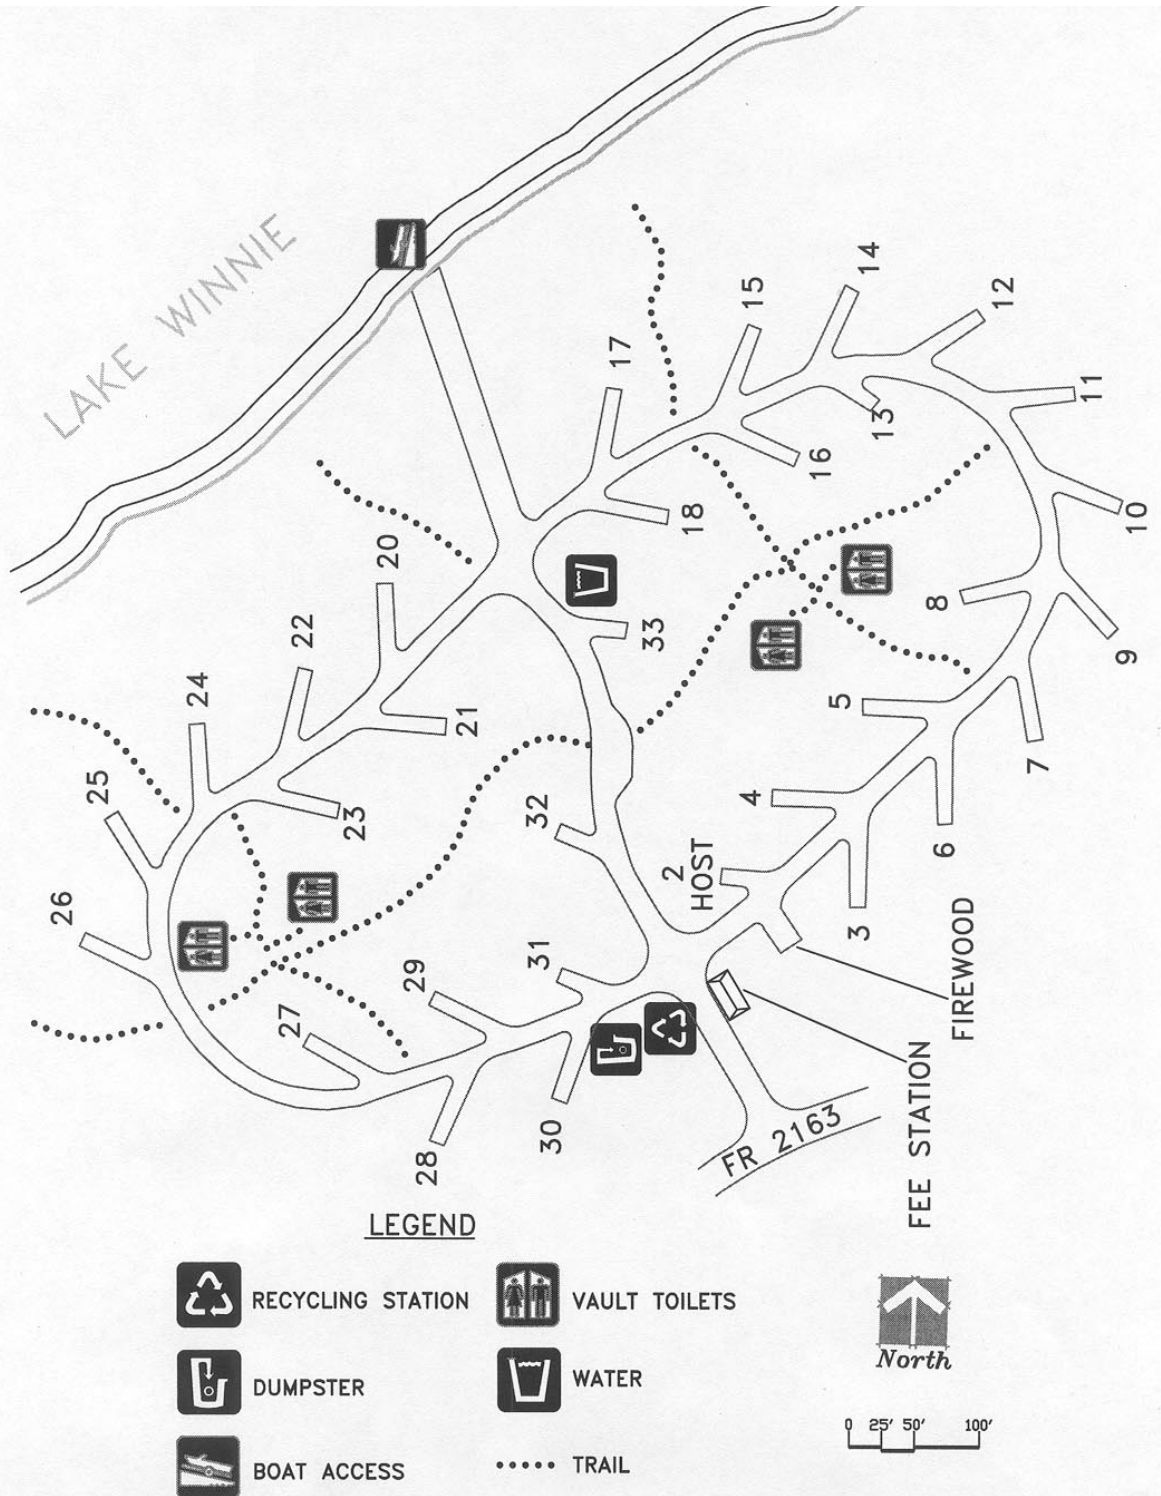 LAKE WINNIE
14
15
12
17
11
13
16
10
18
20
8
33
22
9
24
5
21
7
25
4
23
32
6
2
HOST
26
3
31
29
FIREWOOD
27
30
28
FR 2163
FEE STATION
LEGEND
RECYCLING STATION
VAULT TOILETS
DUMPSTER
WATER
BOAT ACCESS
TRAIL
North
0 25' 50' 100'